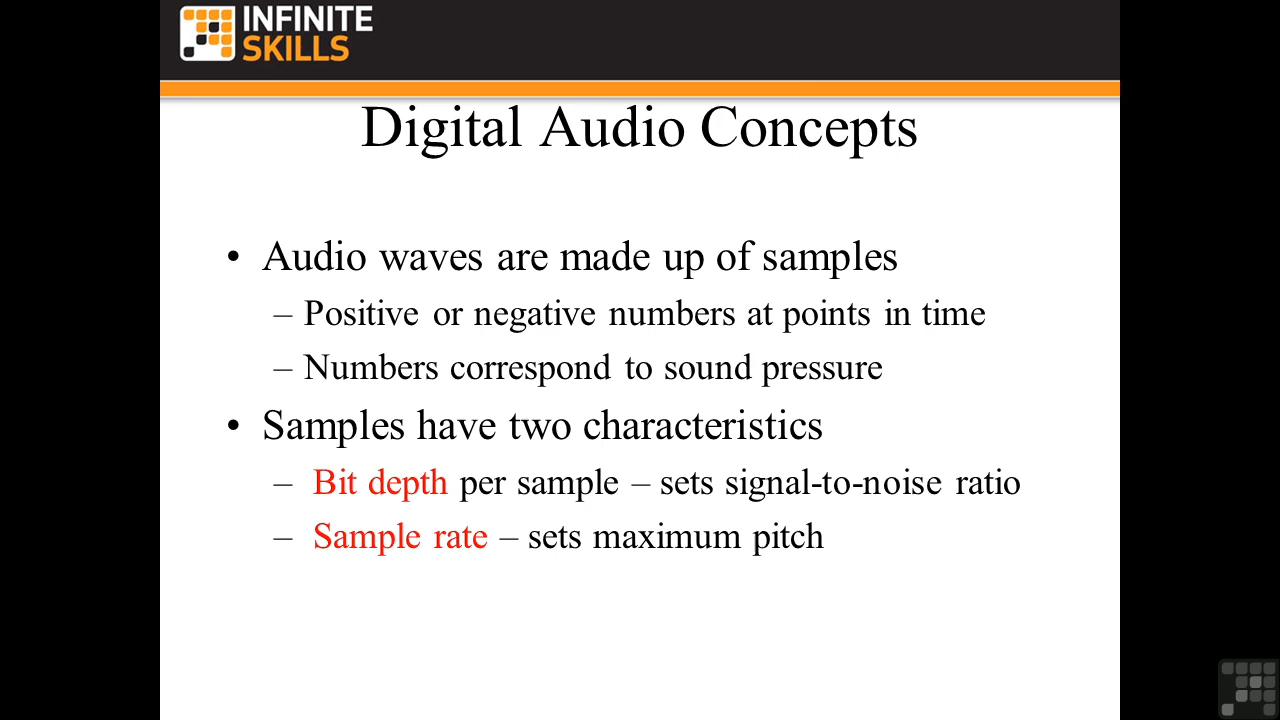 INFINITE
SKILLS
Digital Audio Concepts
• Audio waves are made up of samples
– Positive or negative numbers at points in time
– Numbers correspond to sound pressure
• Samples have two characteristics
– Bit depth per sample – sets signal-to-noise ratio
– Sample rate – sets maximum pitch